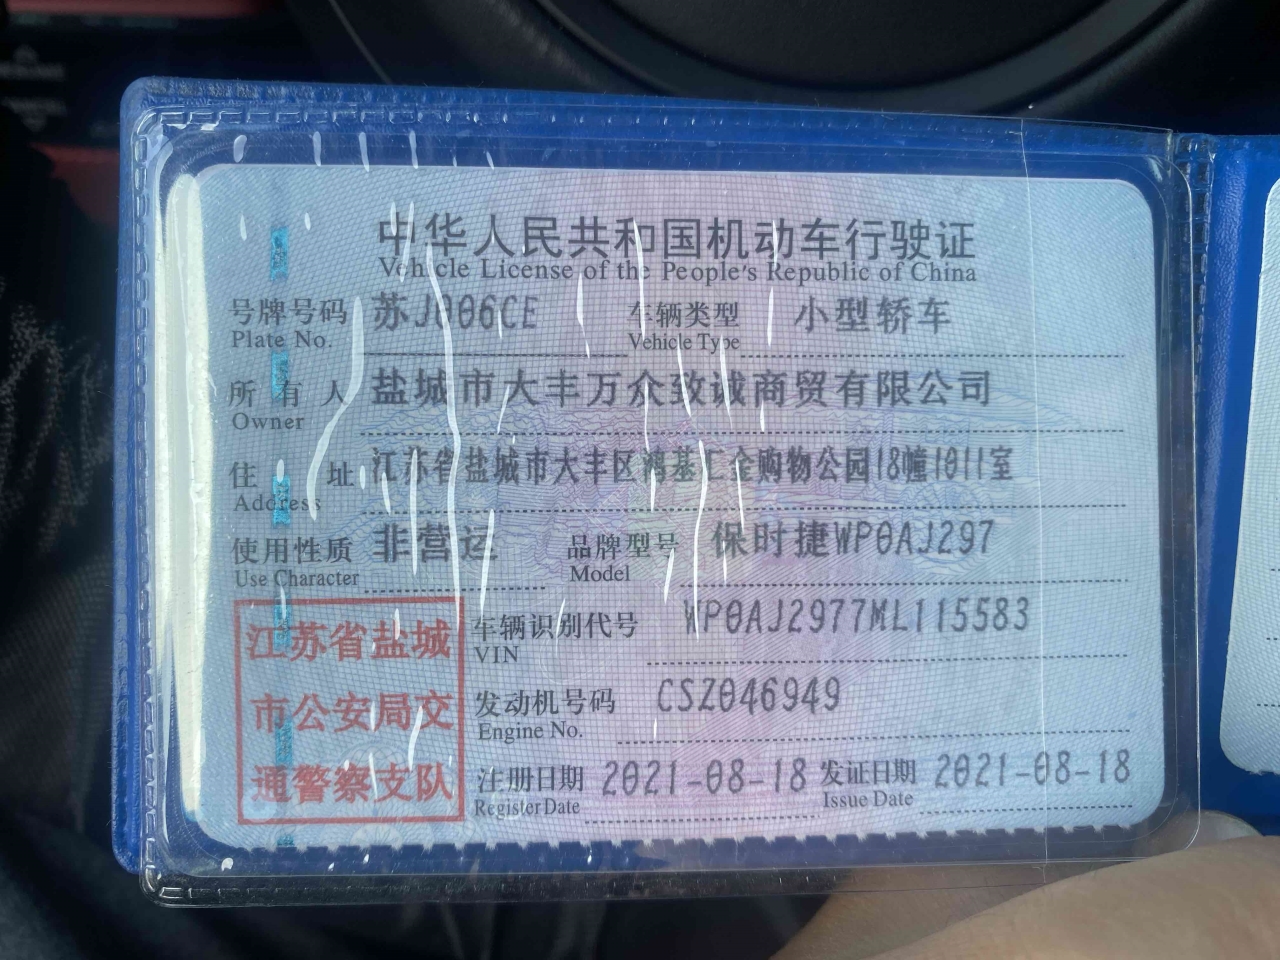 中华人民共和国机动车行驶证
Vehicle License of the People's Republic of China
号牌号码 苏J006CE 车辆类型 小型轿车
Plate No. Vehicle Type
所有人 盐城市大丰万众致诚商贸有限公司
Owner
住址 江苏省盐城市大丰区鸿基汇金购物公园18幢1011室
Address
使用性质 非营运 品牌型号 保时捷WP0AJ297
Use Character Model
江苏省盐城
市公安局交
通警察支队
车辆识别代号 WP0AJ2977ML115583
VIN
发动机号码 CSZ046949
Engine No.
注册日期 2021-08-18 发证日期 2021-08-18
Register Date Issue Date